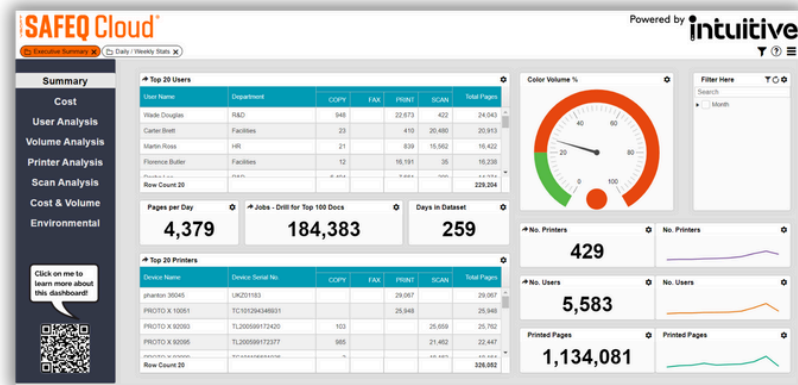 SAFEQ Cloud
Powered by intuitive
Executive Summary X
Daily / Weekly Stats X
Summary
Cost
User Analysis
Volume Analysis
Printer Analysis
Scan Analysis
Cost & Volume
Environmental
Click on me to
learn more about
this dashboard!
Top 20 Users
User Name Department COPY FAX PRINT SCAN Total Pages
Wade Douglas R&D 948 22,673 422 24,043
Carter Brett Facilities 23 410 20,480 20,913
Martin Ross HR 21 839 15,562 16,422
Florence Butler Facilities 12 16,191 35 16,238
Row Count:20 229,204
Pages per Day
4,379
Jobs - Drill for Top 100 Docs
184,383
Days in Dataset
259
Top 20 Printers
Device Name Device Serial No COPY FAX PRINT SCAN Total Pages
phanton 36045 UKZ01183 29,067 29,067
PROTO X 10051 TC101294346931 25,948 25,948
PROTO X 92093 TL200599172420 103 25,659 25,762
PROTO X 92095 TL200599172377 985 21,462 22,447
Row Count:20 326,082
Color Volume %
0 20 40 60 80 100
Filter Here
Search
Month
No. Printers
429
No. Printers
No. Users
5,583
No. Users
Printed Pages
1,134,081
Printed Pages